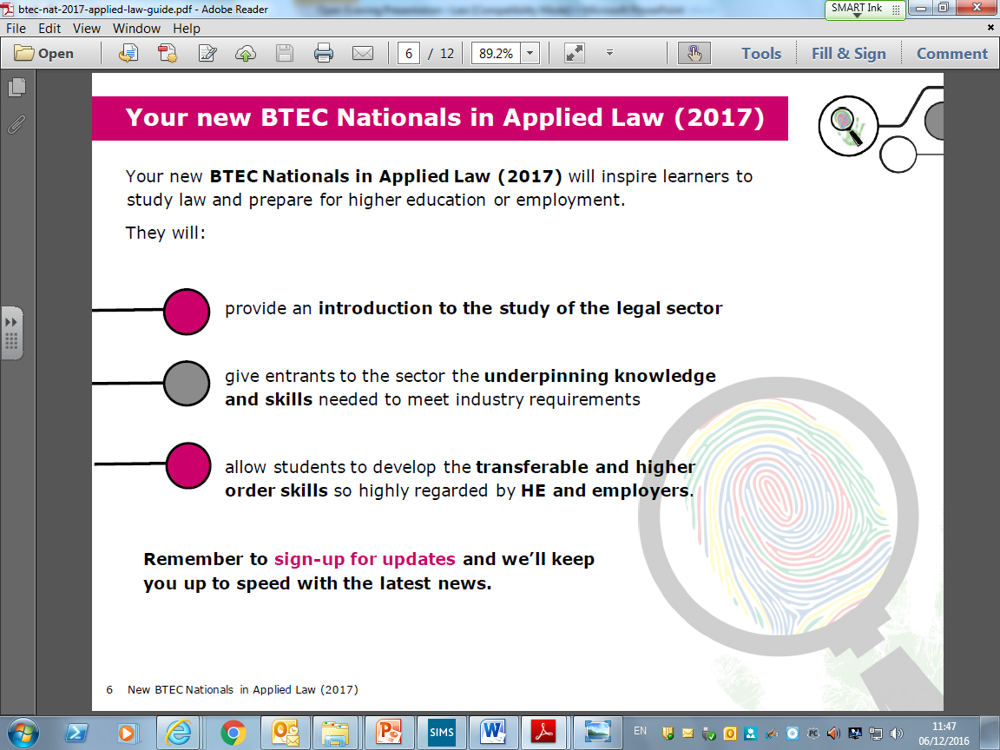 btec-nat-2017-applied-law-guide.pdf - Adobe Reader
SMART Ink
File Edit View Window Help
Open
6 / 12
89.2%
Tools
Fill & Sign
Comment
Your new BTEC Nationals in Applied Law (2017)
Your new BTEC Nationals in Applied Law (2017) will inspire learners to
study law and prepare for higher education or employment.
They will:
provide an introduction to the study of the legal sector
give entrants to the sector the underpinning knowledge
and skills needed to meet industry requirements
allow students to develop the transferable and higher
order skills so highly regarded by HE and employers.
Remember to sign-up for updates and we’ll keep
you up to speed with the latest news.
6 New BTEC Nationals in Applied Law (2017)
SIMS
EN
11:47
06/12/2016